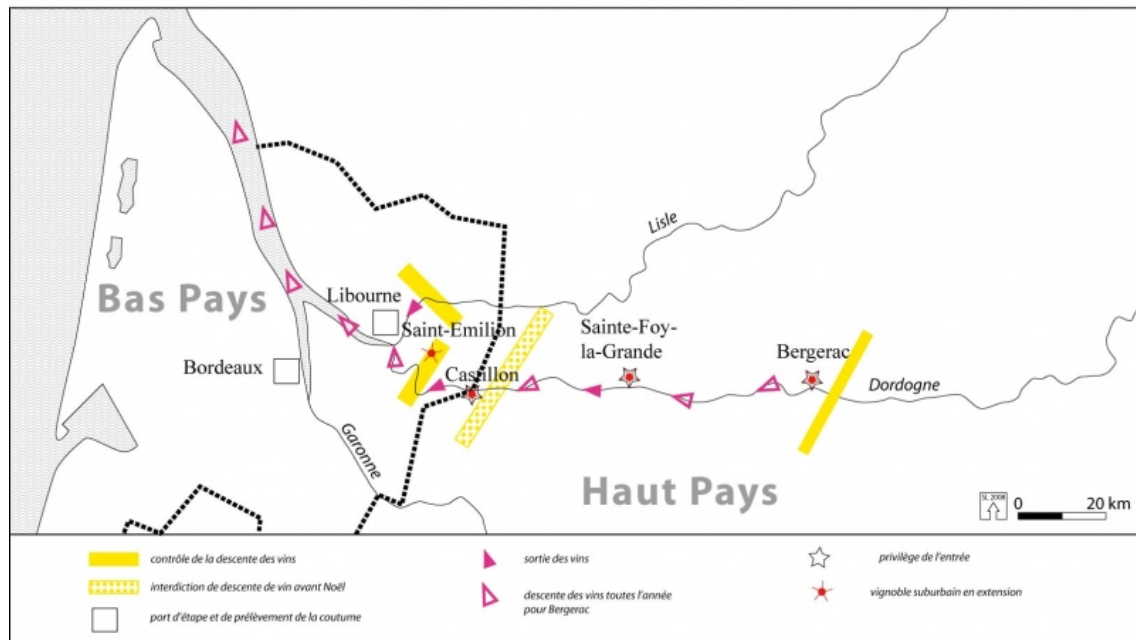 Lisle
Bas Pays
Libourne
Saint-Emilion
Sainte-Foy-
la-Grande
Bergerac
Bordeaux
Castillon
Dordogne
Garonne
Haut Pays
SL 2008
0 20 km
contrôle de la descente des vins
interdiction de descente de vin avant Noël
port d'étape et de prélèvement de la coutume
sortie des vins
descente des vins toutes l'année
pour Bergerac
privilège de l'entrée
vignoble suburbain en extension